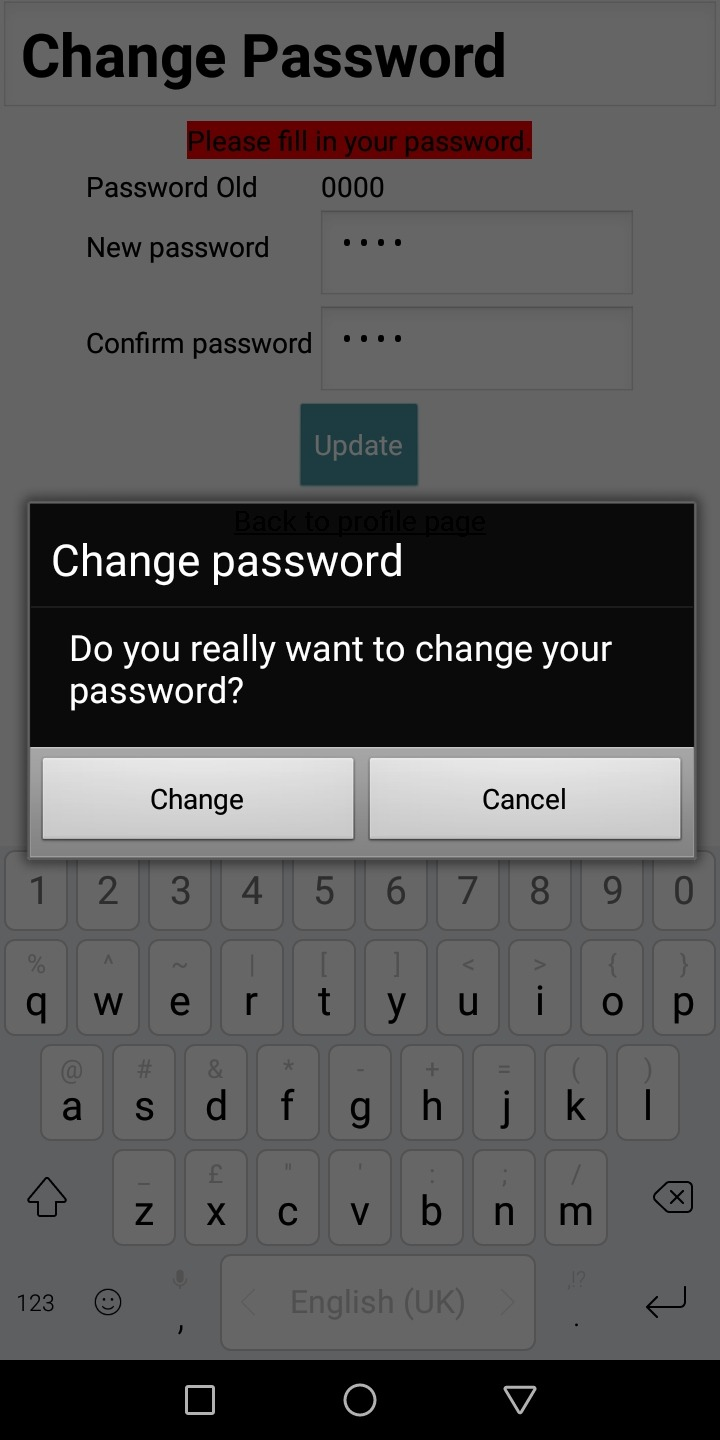 Change Password
Please fill in your password.
Password Old 0000
New password ••••
Confirm password ••••
Update
Back to profile page
Change password
Do you really want to change your
password?
Change Cancel
1 2 3 4 5 6 7 8 9 0
% ^ ~ | [ ] < > { }
q w e r t y u i o p
@ # & * - + = ( )
a s d f g h j k l
_ £ " ' : ; /
z x c v b n m
,!?
123 , English (UK) .